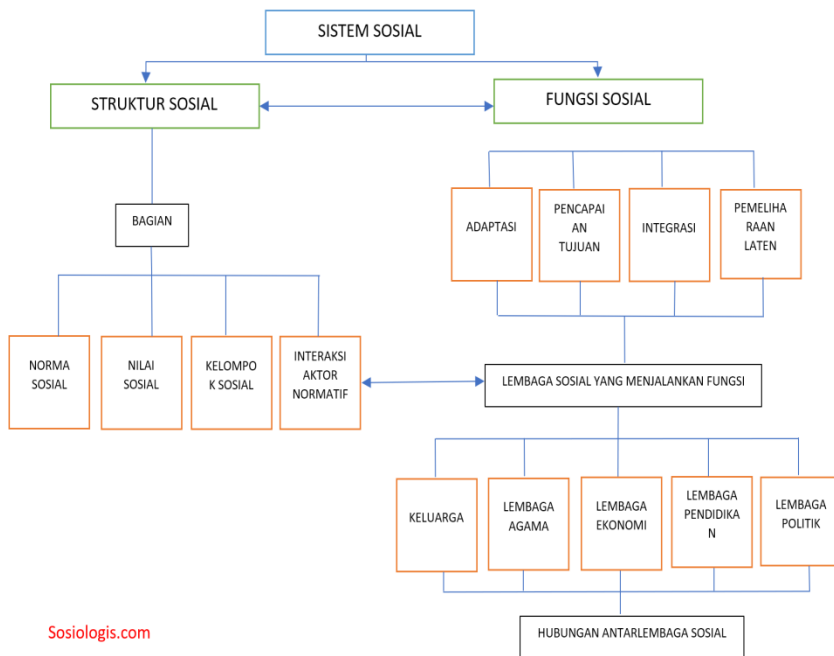 SISTEM SOSIAL
STRUKTUR SOSIAL
FUNGSI SOSIAL
BAGIAN
ADAPTASI
PENCAPAI
AN
TUJUAN
INTEGRASI
PEMELIHA
RAAN
LATEN
NORMA
SOSIAL
NILAI
SOSIAL
KELOMPO
K SOSIAL
INTERAKSI
AKTOR
NORMATIF
LEMBAGA SOSIAL YANG MENJALANKAN FUNGSI
KELUARGA
LEMBAGA
AGAMA
LEMBAGA
EKONOMI
LEMBAGA
PENDIDIKA
N
LEMBAGA
POLITIK
HUBUNGAN ANTARLEMBAGA SOSIAL
Sosiologis.com